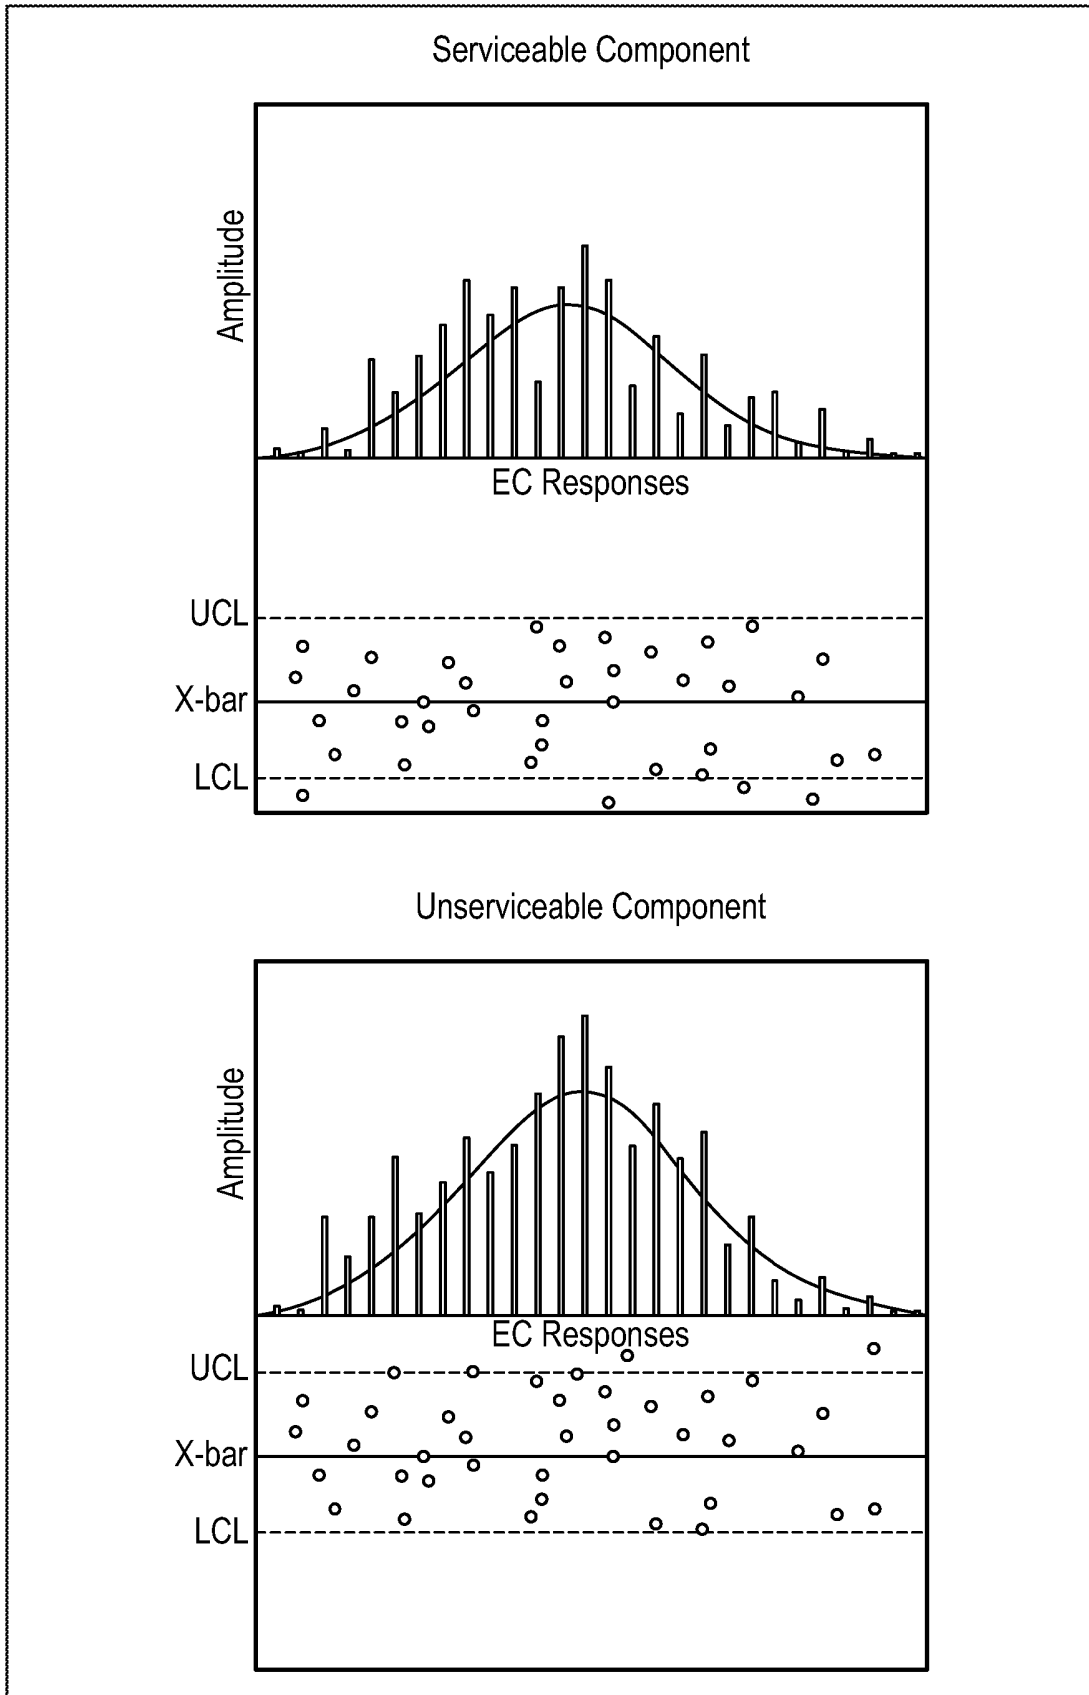 Serviceable Component
Amplitude
EC Responses
UCL
X-bar
LCL
Unserviceable Component
Amplitude
EC Responses
UCL
X-bar
LCL